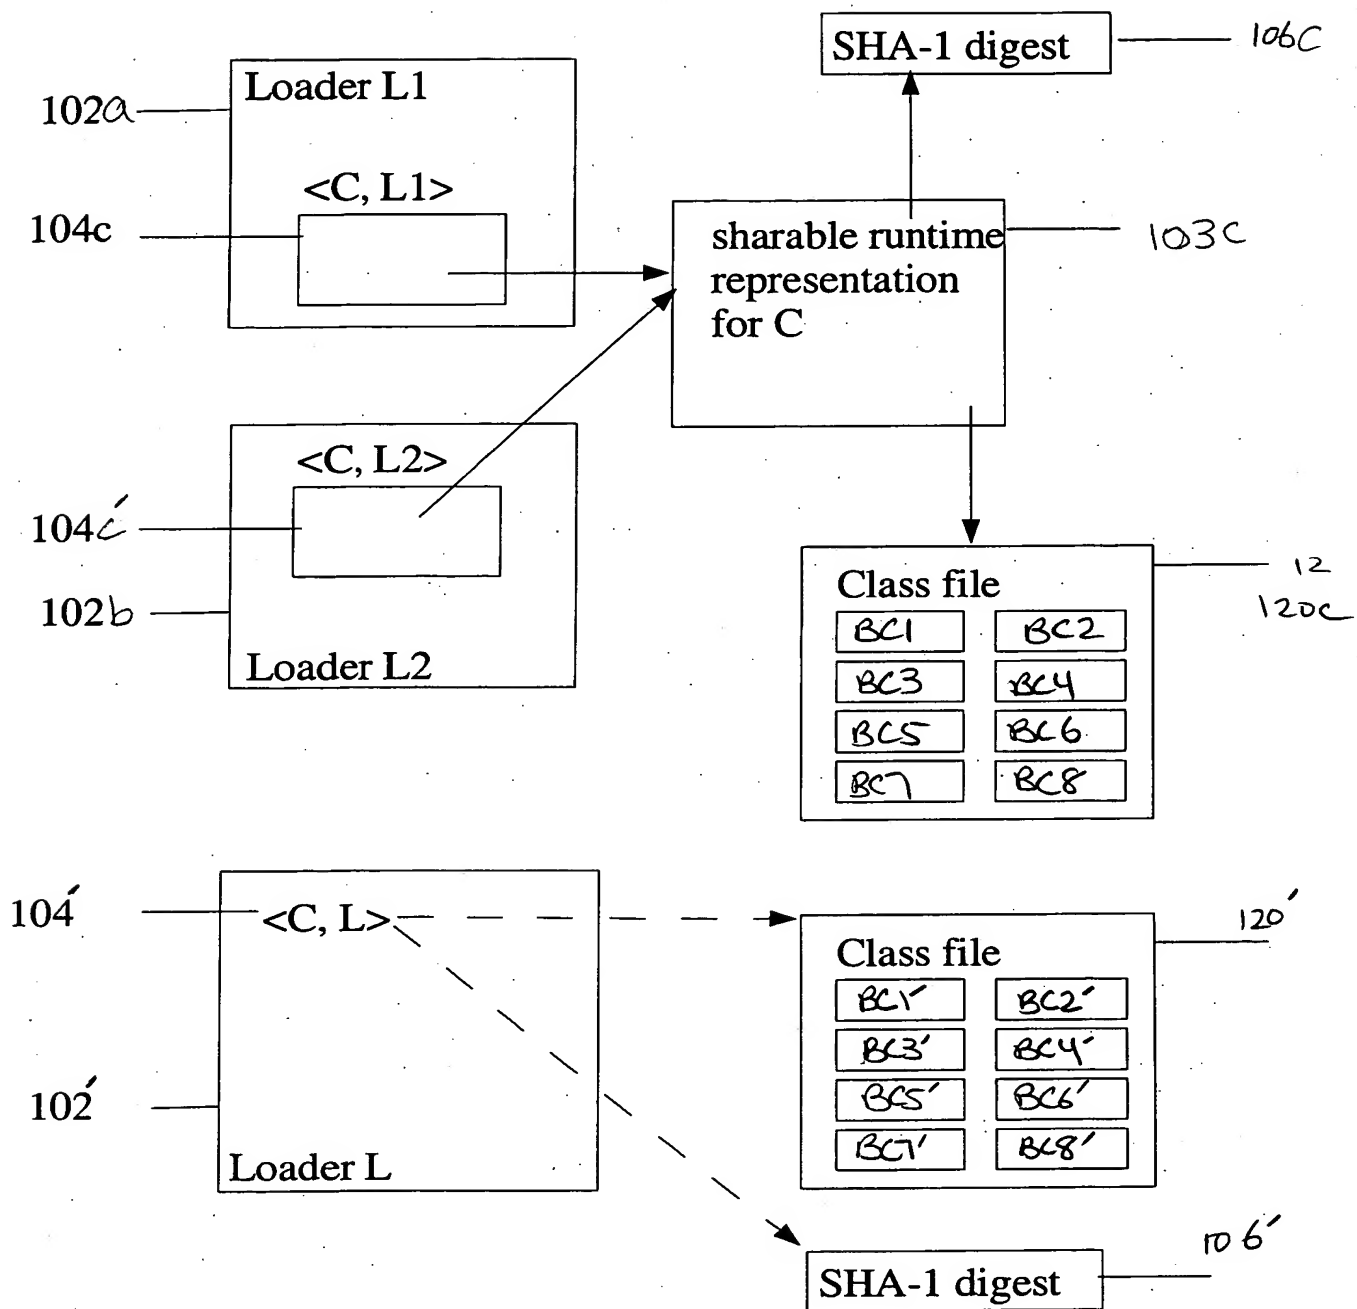 SHA-1 digest
106C
Loader L1
102a
<C, L1>
104c
sharable runtime
representation
for C
103C
<C, L2>
104c´
102b
Loader L2
Class file
12
120c
BC1 BC2
BC3 BC4
BC5 BC6
BC7 BC8
104´
<C, L>
120´
Class file
BC1´ BC2´
BC3´ BC4´
BC5´ BC6´
BC7´ BC8´
102´
Loader L
106´
SHA-1 digest